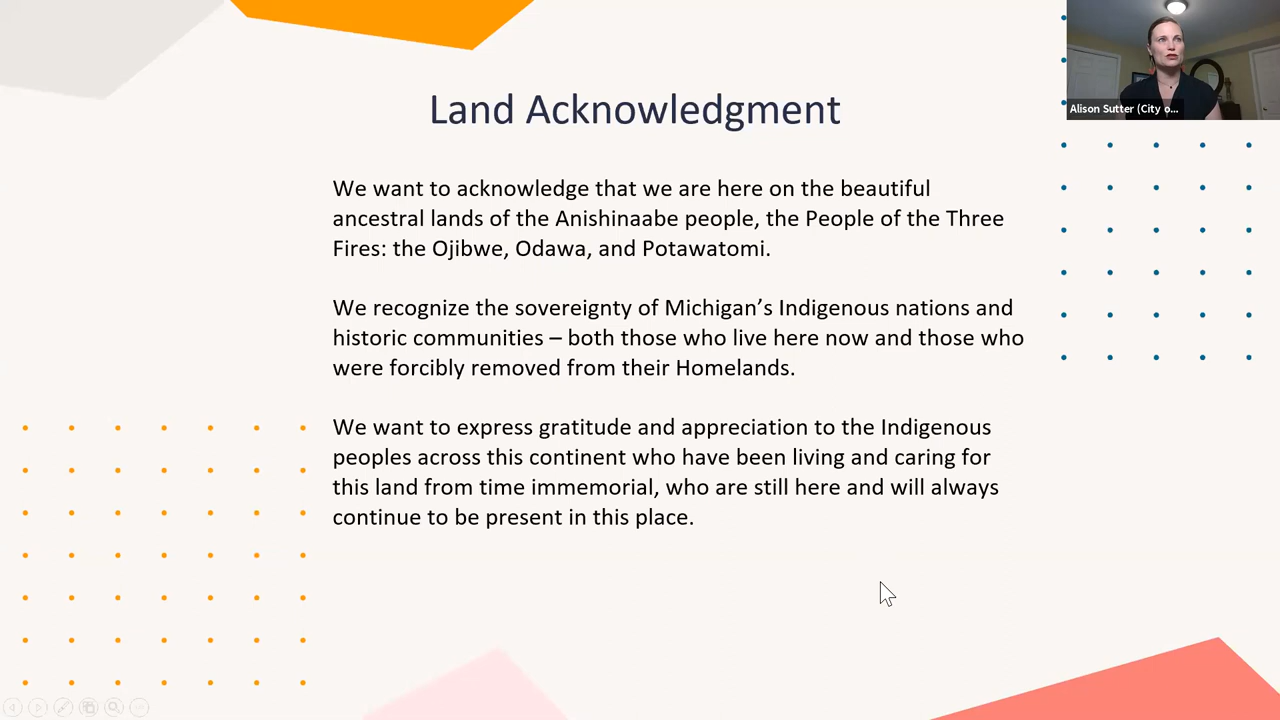 Land Acknowledgment
Alison Sutter (City o...
We want to acknowledge that we are here on the beautiful
ancestral lands of the Anishinaabe people, the People of the Three
Fires: the Ojibwe, Odawa, and Potawatomi.
We recognize the sovereignty of Michigan’s Indigenous nations and
historic communities – both those who live here now and those who
were forcibly removed from their Homelands.
We want to express gratitude and appreciation to the Indigenous
peoples across this continent who have been living and caring for
this land from time immemorial, who are still here and will always
continue to be present in this place.